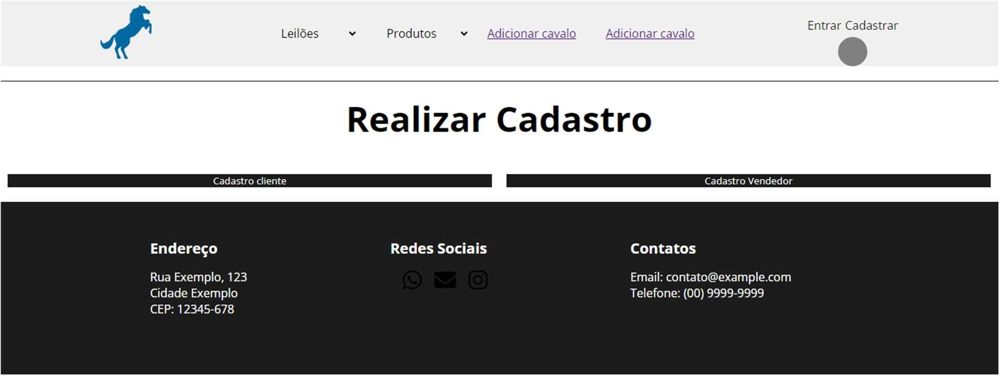 Leilões
Produtos
Adicionar cavalo
Adicionar cavalo
Entrar Cadastrar
Realizar Cadastro
Cadastro cliente
Cadastro Vendedor
Endereço
Rua Exemplo, 123
Cidade Exemplo
CEP: 12345-678
Redes Sociais
Contatos
Email: contato@example.com
Telefone: (00) 9999-9999